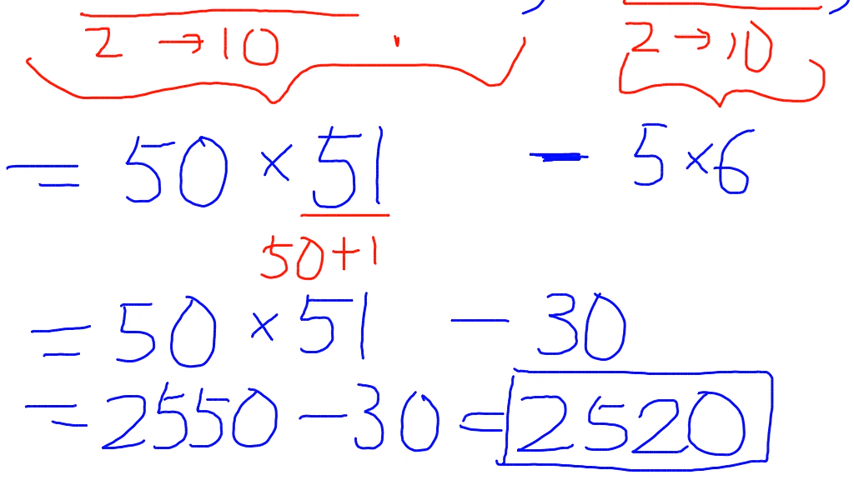 2 → 10 2 → 10
= 50 × 51 - 5 × 6
50+1
= 50 × 51 - 30
= 2550 - 30 = 2520